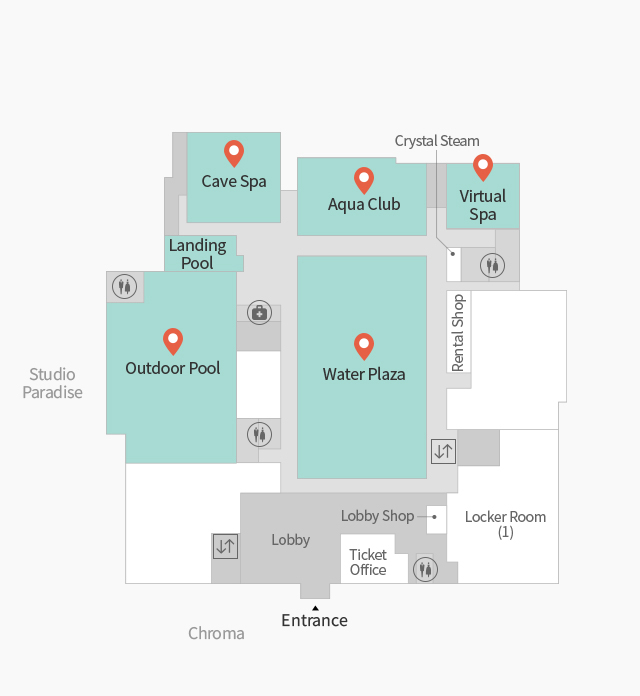 Crystal Steam
Cave Spa
Aqua Club
Virtual
Spa
Landing
Pool
Rental Shop
Outdoor Pool
Water Plaza
Studio
Paradise
Lobby Shop
Locker Room
(1)
Lobby
Ticket
Office
Entrance
Chroma